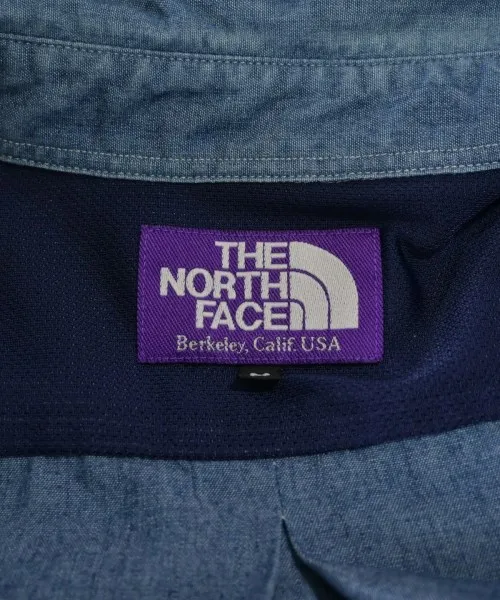 THE
NORTH
FACE
Berkeley, Calif. USA